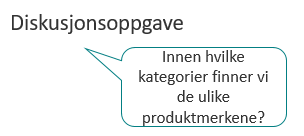 Diskusjonsoppgave
Innen hvilke
kategorier finner vi
de ulike
produktmerkene?